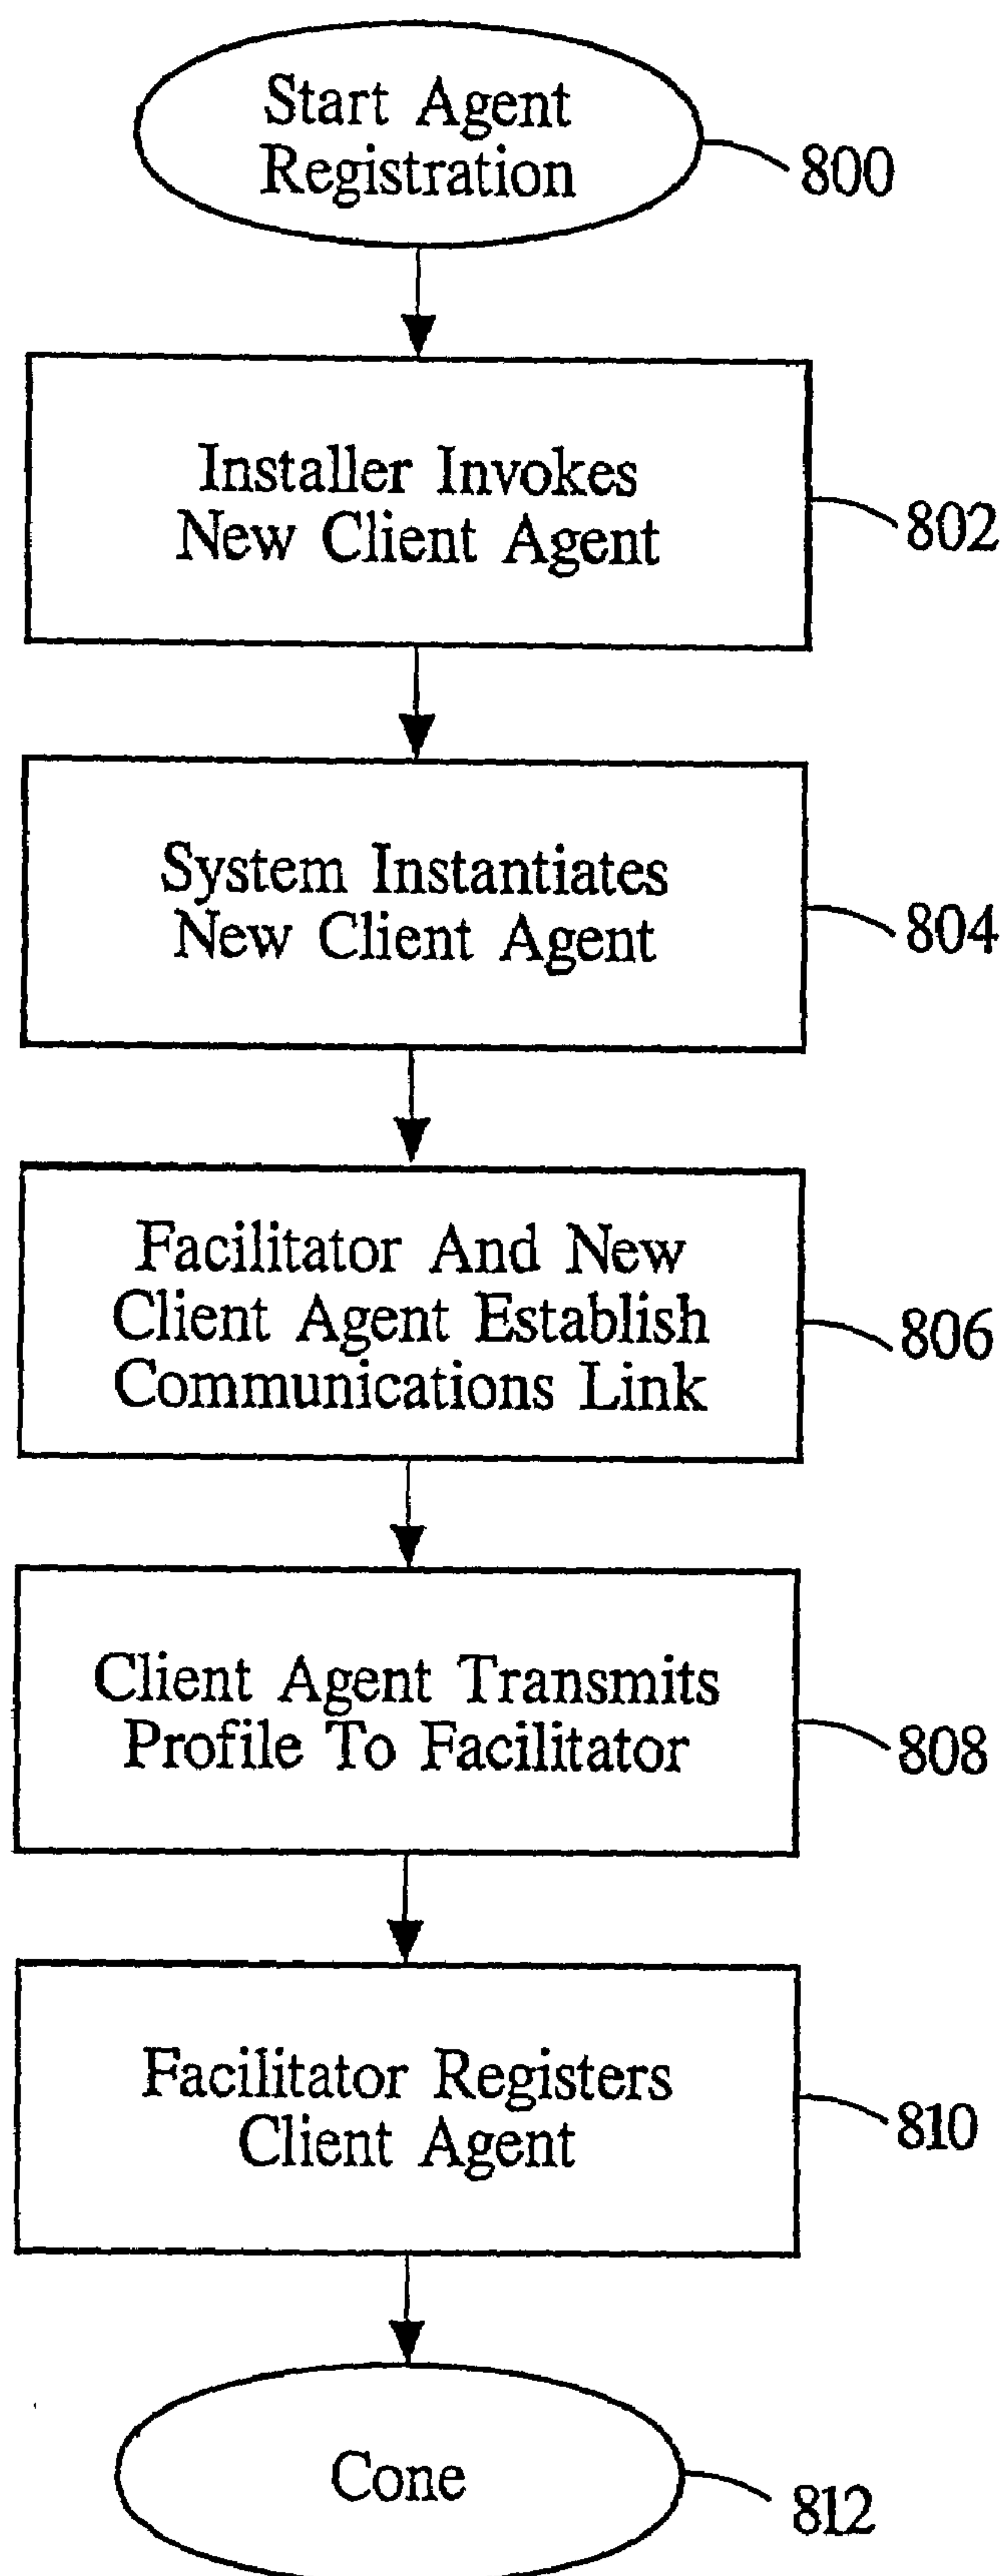 Start Agent
Registration
800
Installer Invokes
New Client Agent
802
System Instantiates
New Client Agent
804
Facilitator And New
Client Agent Establish
Communications Link
806
Client Agent Transmits
Profile To Facilitator
808
Facilitator Registers
Client Agent
810
Cone
812